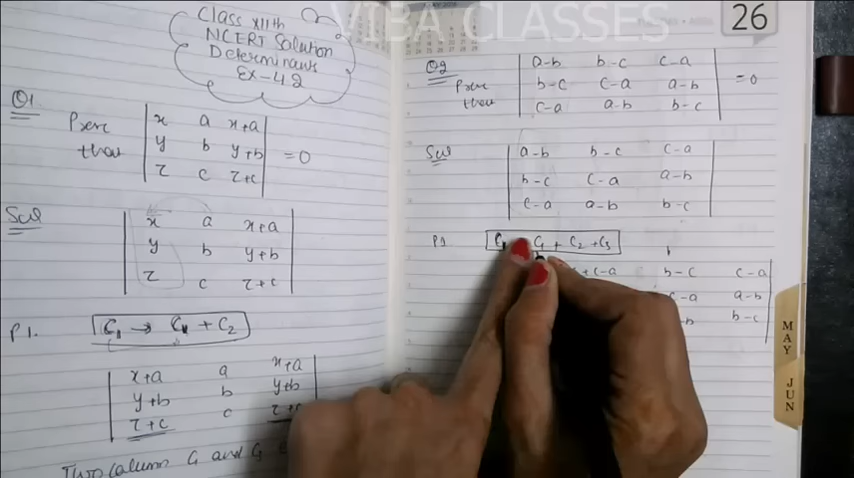 VIBA CLASSES
26
Class XIIth
NCERT Solution
Determinants
Ex-4.2
Q1.
Prove that
x a x+a
y b y+b
z c z+c
=0
Sol
x a x+a
y b y+b
z c z+c
P1. C1 → C1 + C2
x+a a x+a
y+b b y+b
z+c c z+c
Two column C1 and C3
Q2
Prove that
a-b b-c c-a
b-c c-a a-b
c-a a-b b-c
=0
Sol
a-b b-c c-a
b-c c-a a-b
c-a a-b b-c
P1 C1 C1 + C2 + C3
+c-a b-c c-a
c-a a-b
-b b-c
MAY
JUN